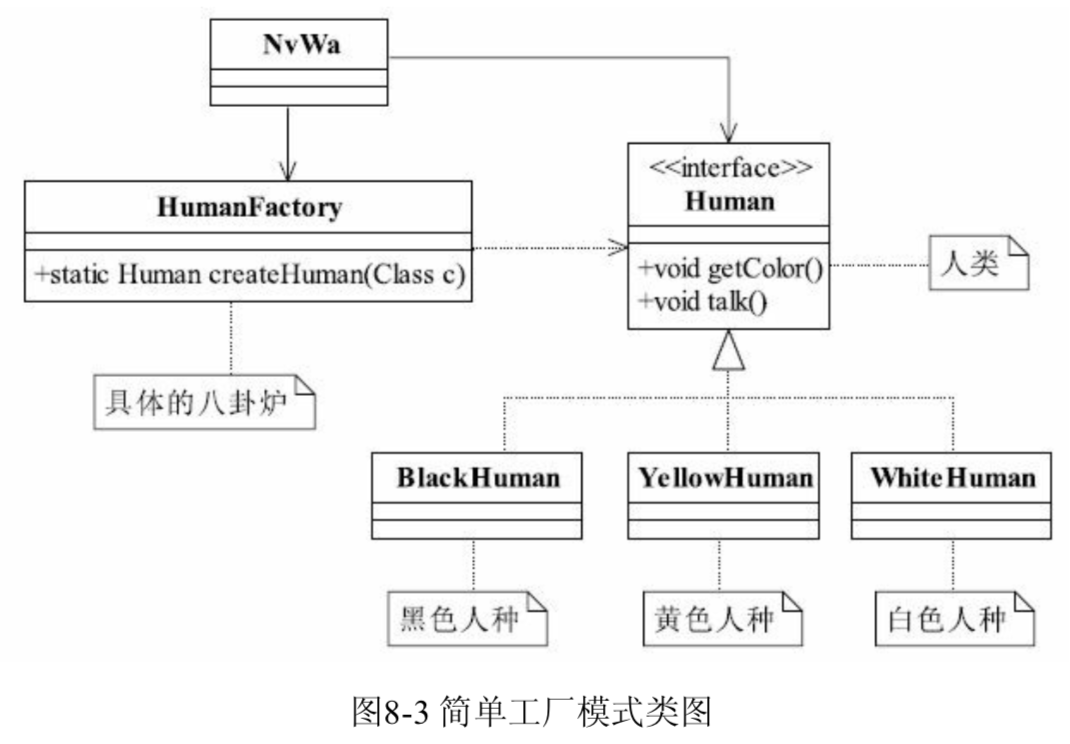 NvWa
<<interface>>
Human
+void getColor()
+void talk()
人类
HumanFactory
+static Human createHuman(Class c)
具体的八卦炉
BlackHuman
YellowHuman
WhiteHuman
黑色人种
黄色人种
白色人种
图8-3 简单工厂模式类图